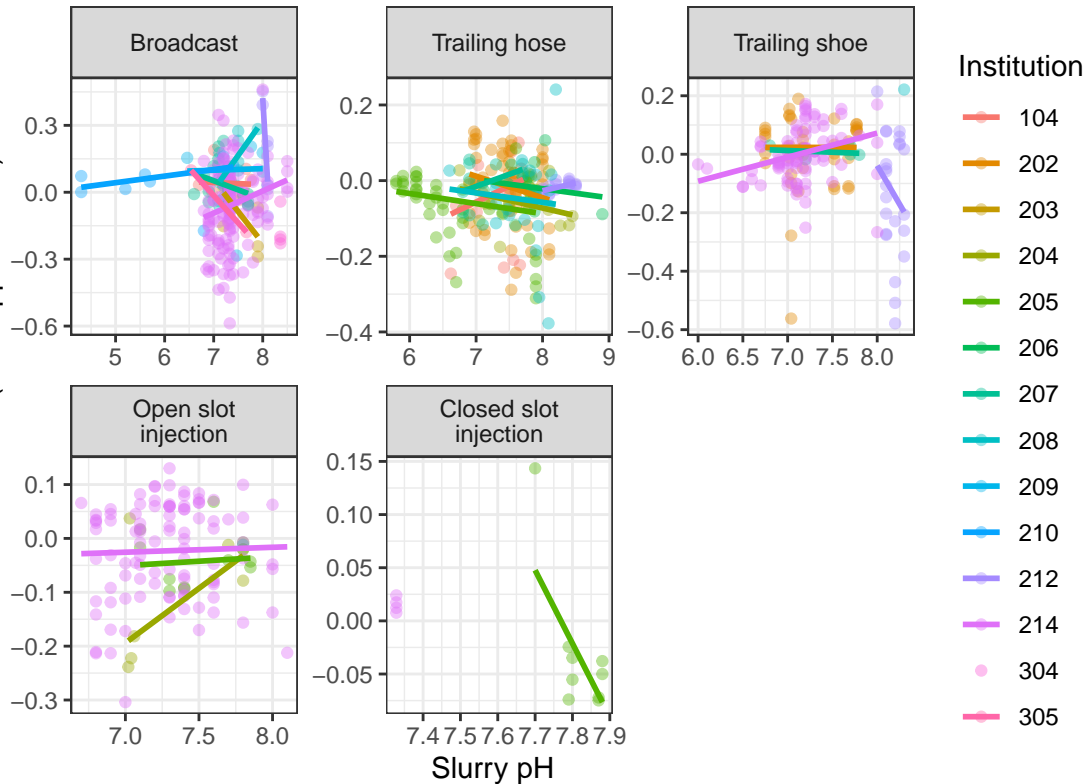 Broadcast
Trailing hose
Trailing shoe
0.3
0.0
−0.3
−0.6
5 6 7 8
0.2
0.0
−0.2
−0.4
6 7 8 9
0.2
0.0
−0.2
−0.4
−0.6
6.0 6.5 7.0 7.5 8.0
Open slot
injection
Closed slot
injection
0.1
0.0
−0.1
−0.2
−0.3
7.0 7.5 8.0
0.15
0.10
0.05
0.00
−0.05
7.4 7.5 7.6 7.7 7.8 7.9
Slurry pH
Institution
104
202
203
204
205
206
207
208
209
210
212
214
304
305